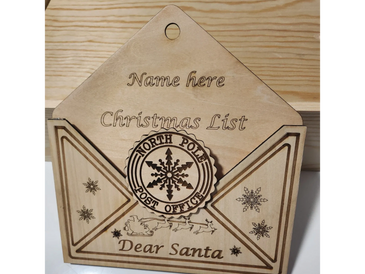 Name here
Christmas List
NORTH POLE
POST OFFICE
Dear Santa